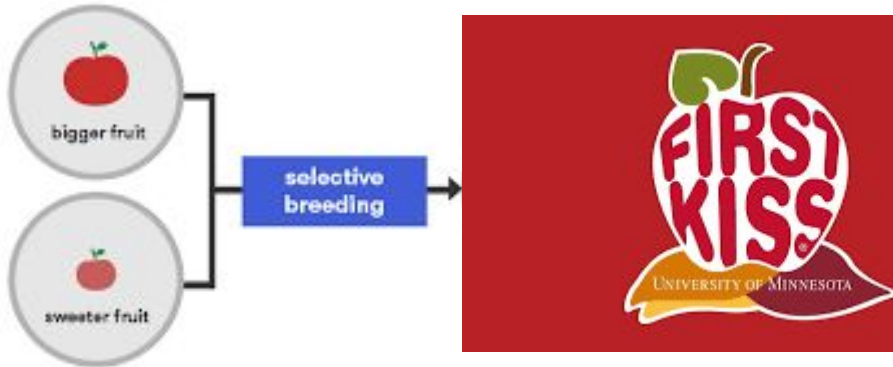 bigger fruit
sweeter fruit
selective
breeding
FIRST
KISS®
UNIVERSITY OF MINNESOTA